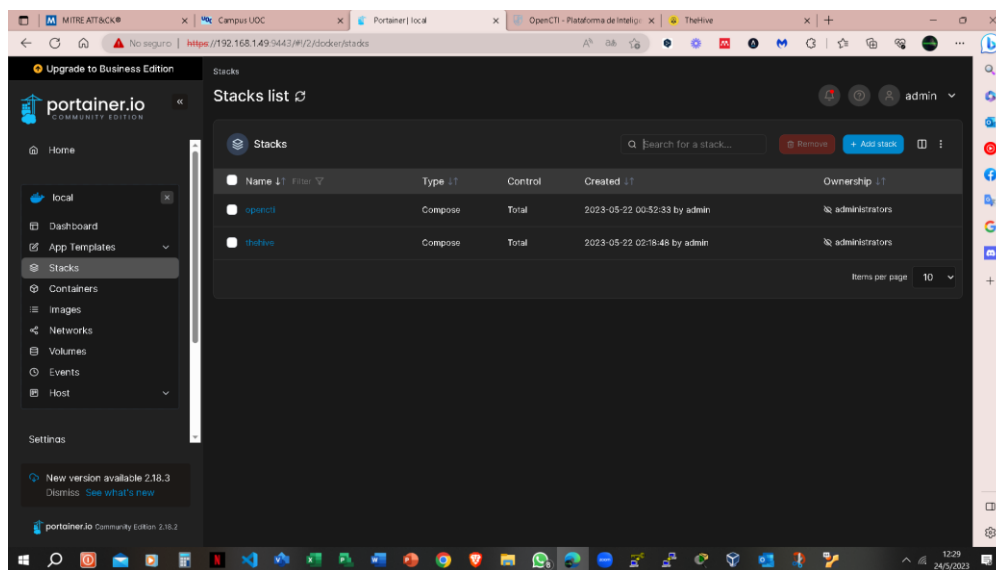 MITRE ATT&CK®
UOC Campus UOC
Portainer | local
OpenCTI - Plataforma de Intelige
TheHive
No seguro | https://192.168.1.49:9443/#!/2/docker/stacks
Upgrade to Business Edition
portainer.io
COMMUNITY EDITION
Home
local
Dashboard
App Templates
Stacks
Containers
Images
Networks
Volumes
Events
Host
Settings
New version available 2.18.3
Dismiss See what's new
portainer.io Community Edition 2.18.2
Stacks
Stacks list
admin
Stacks
Search for a stack...
Remove
+ Add stack
Name Filter Type Control Created Ownership
opencti Compose Total 2023-05-22 00:52:33 by admin administrators
thehive Compose Total 2023-05-22 02:18:48 by admin administrators
Items per page 10
12:29
24/5/2023